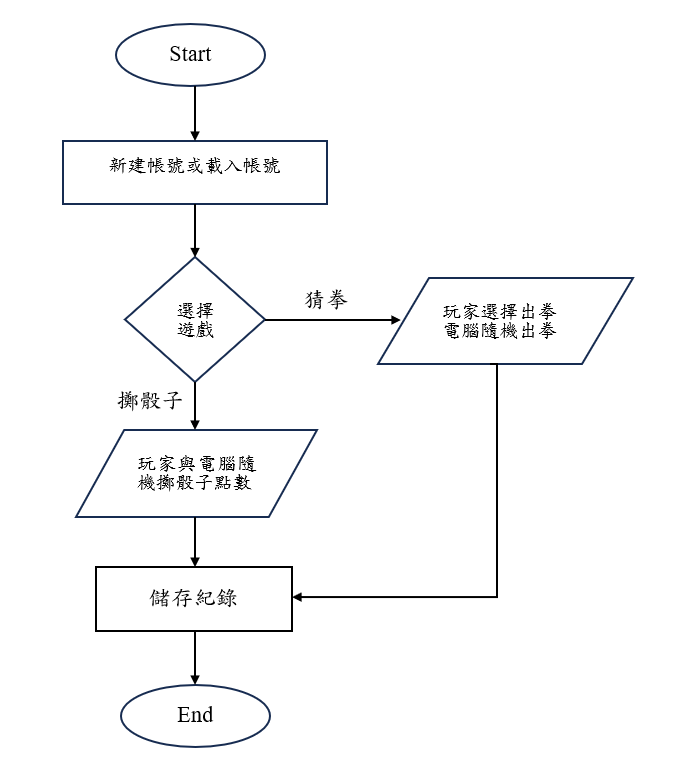 Start
新建帳號或載入帳號
選擇
遊戲
猜拳
玩家選擇出拳
電腦隨機出拳
擲骰子
玩家與電腦隨
機擲骰子點數
儲存紀錄
End